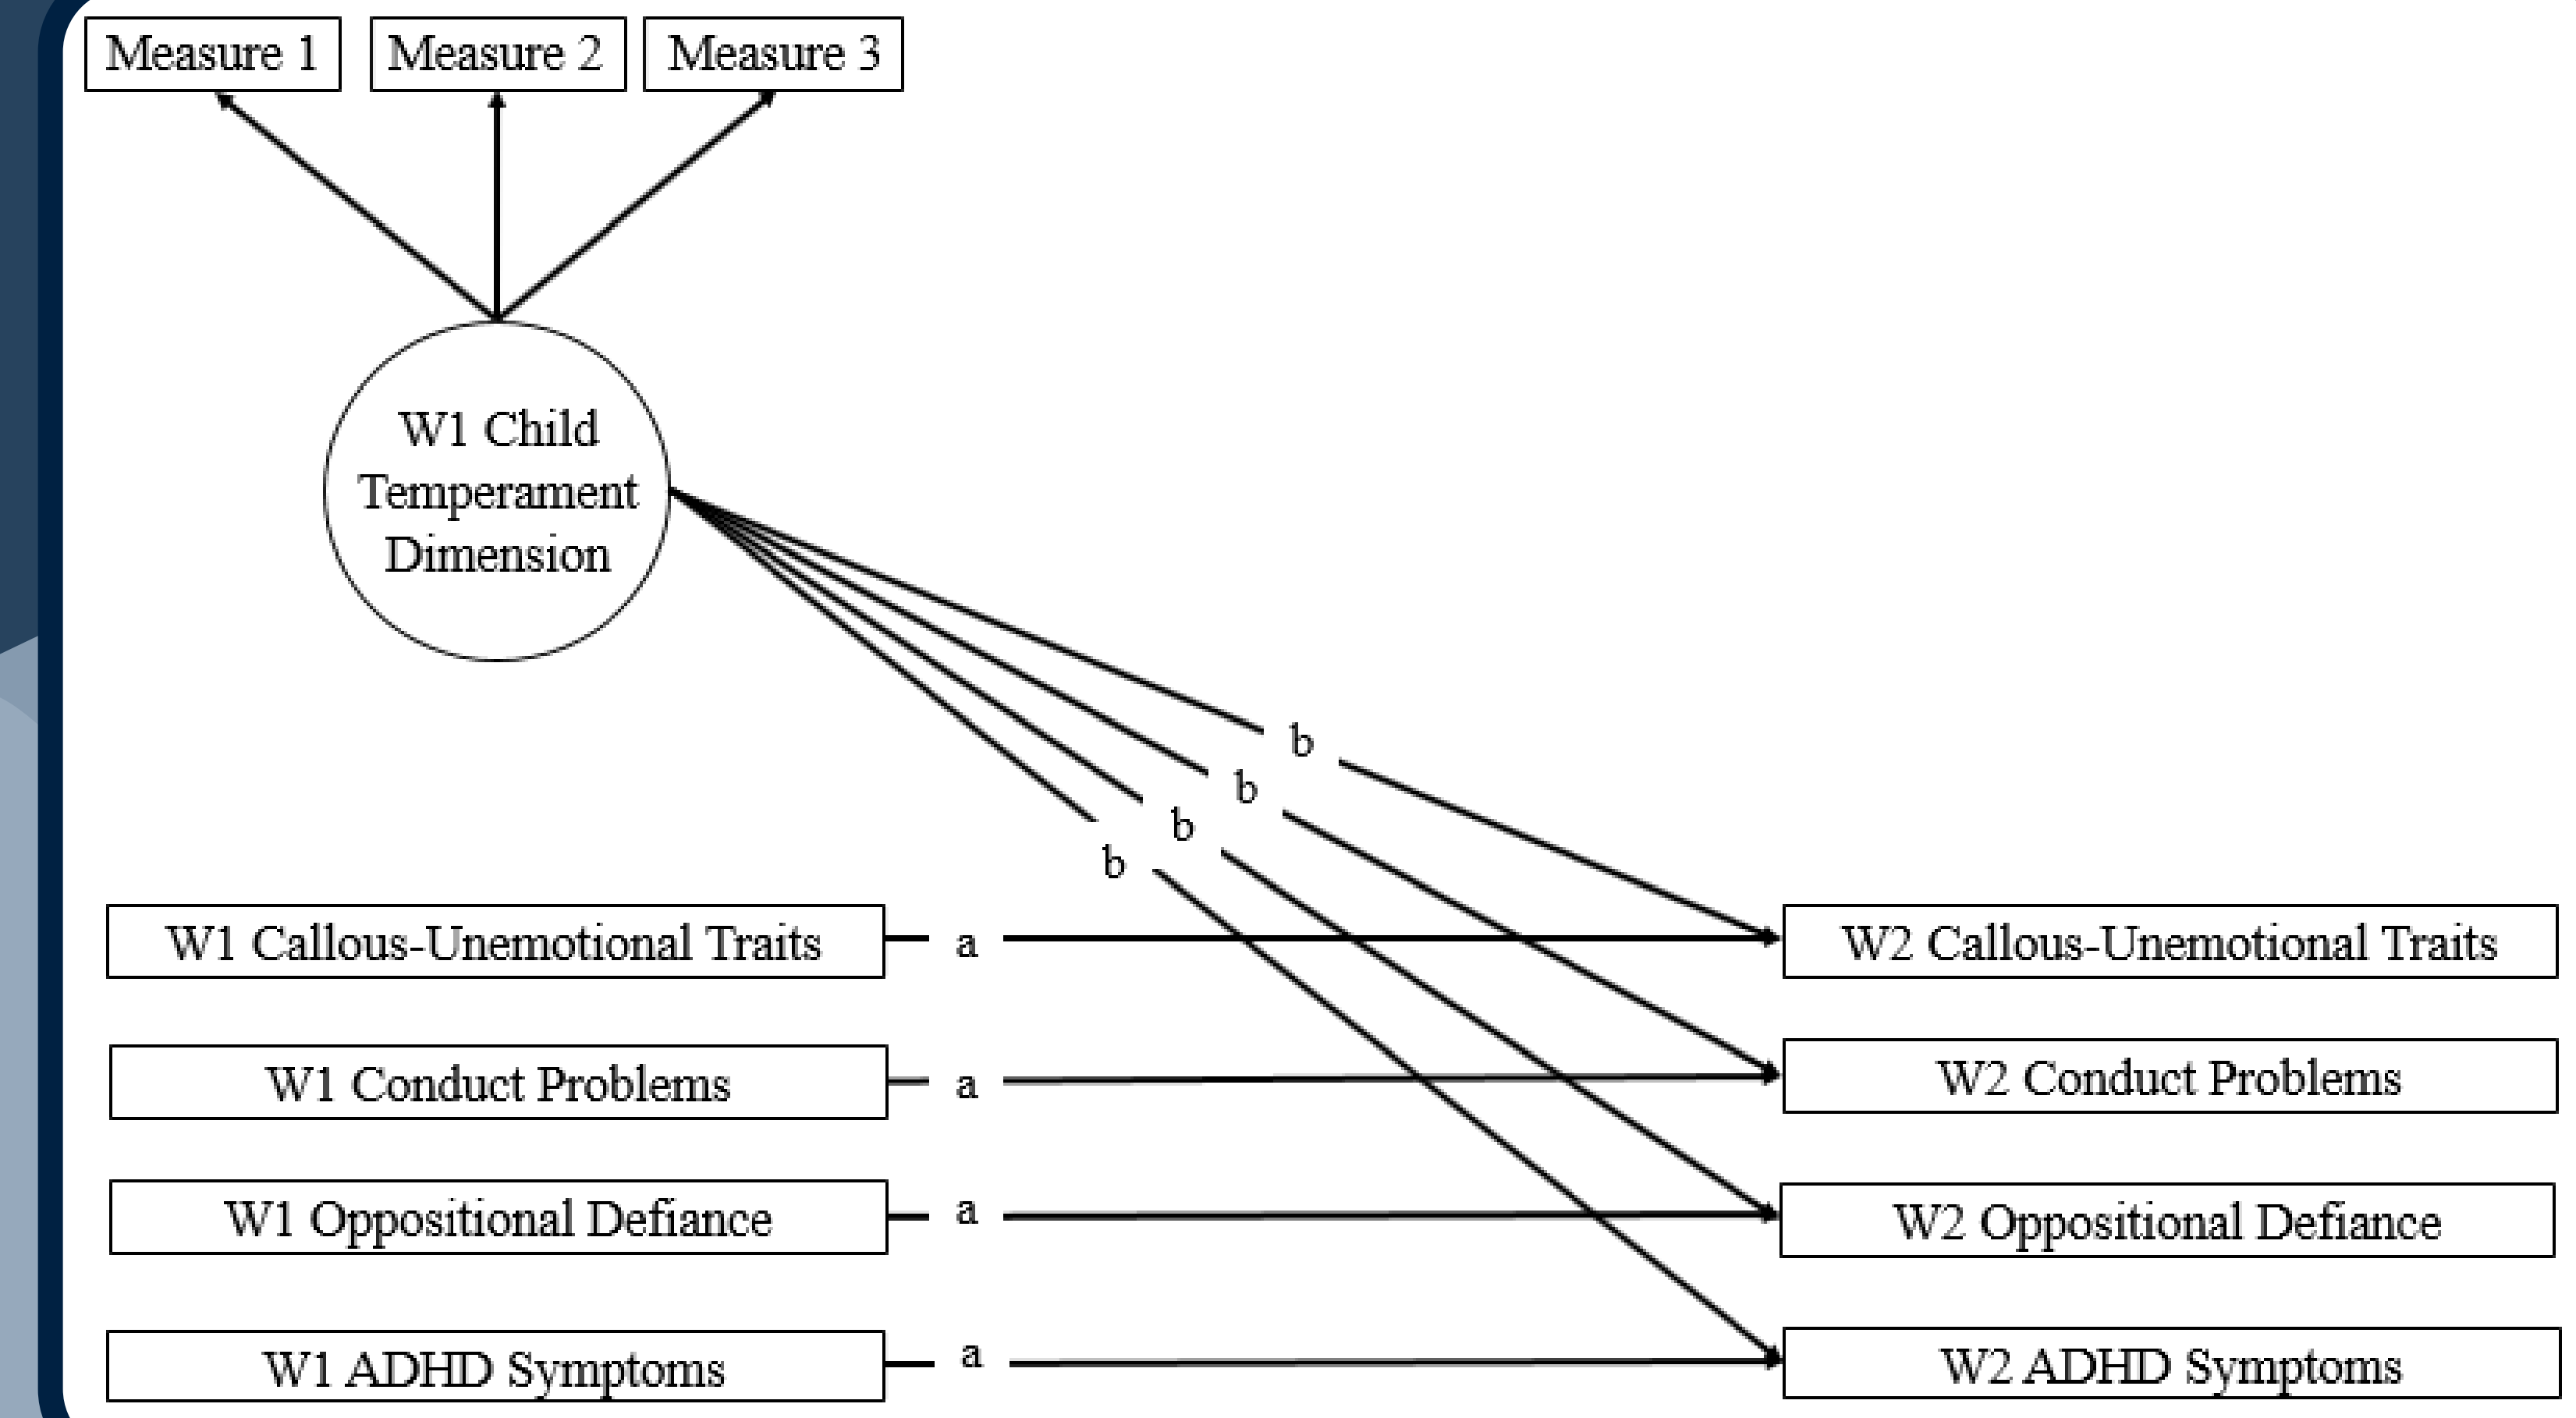 Measure 1
Measure 2
Measure 3
W1 Child
Temperament
Dimension
b
b
b
b
W1 Callous-Unemotional Traits
a
W2 Callous-Unemotional Traits
W1 Conduct Problems
a
W2 Conduct Problems
W1 Oppositional Defiance
a
W2 Oppositional Defiance
W1 ADHD Symptoms
a
W2 ADHD Symptoms